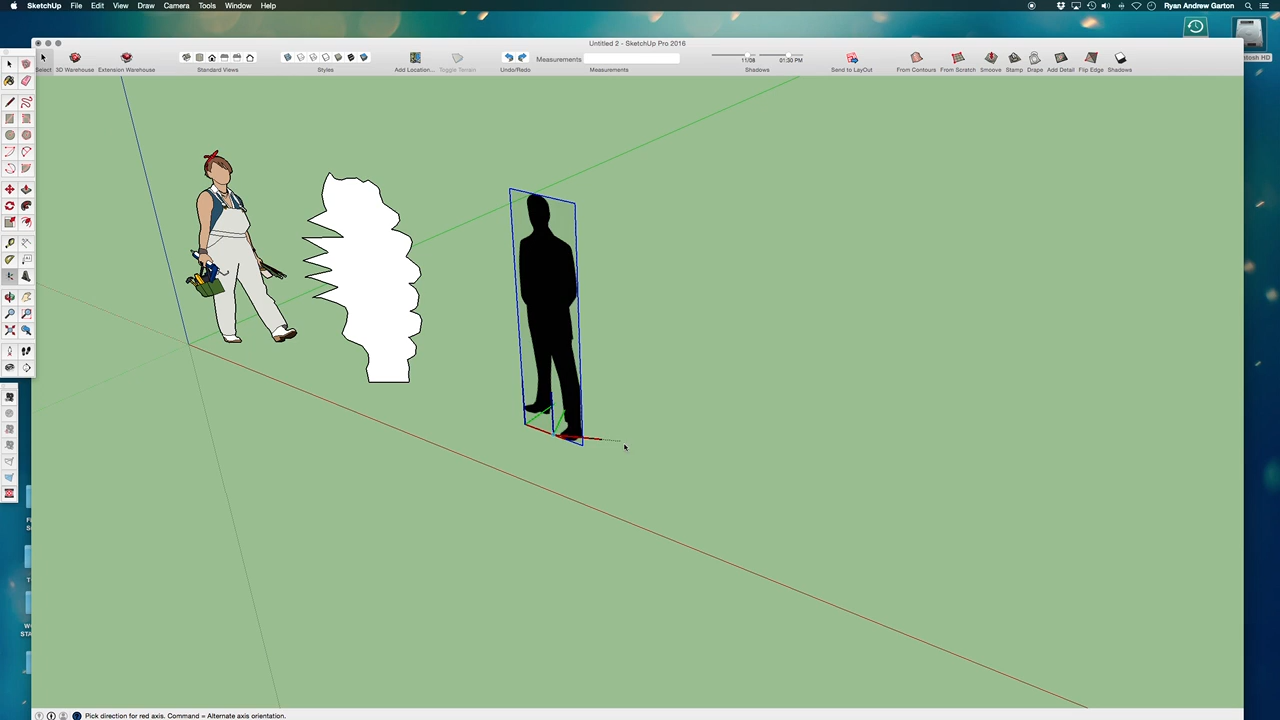 SketchUp File Edit View Draw Camera Tools Window Help Ryan Andrew Garton
Untitled 2 - SketchUp Pro 2016
Measurements
11/08 01:30 PM
Select 3D Warehouse Extension Warehouse Standard Views Styles Add Location... Toggle Terrain Undo/Redo Measurements Shadows Send to LayOut From Contours From Scratch Smoove Stamp Drape Add Detail Flip Edge Shadows
Pick direction for red axis. Command = Alternate axis orientation.